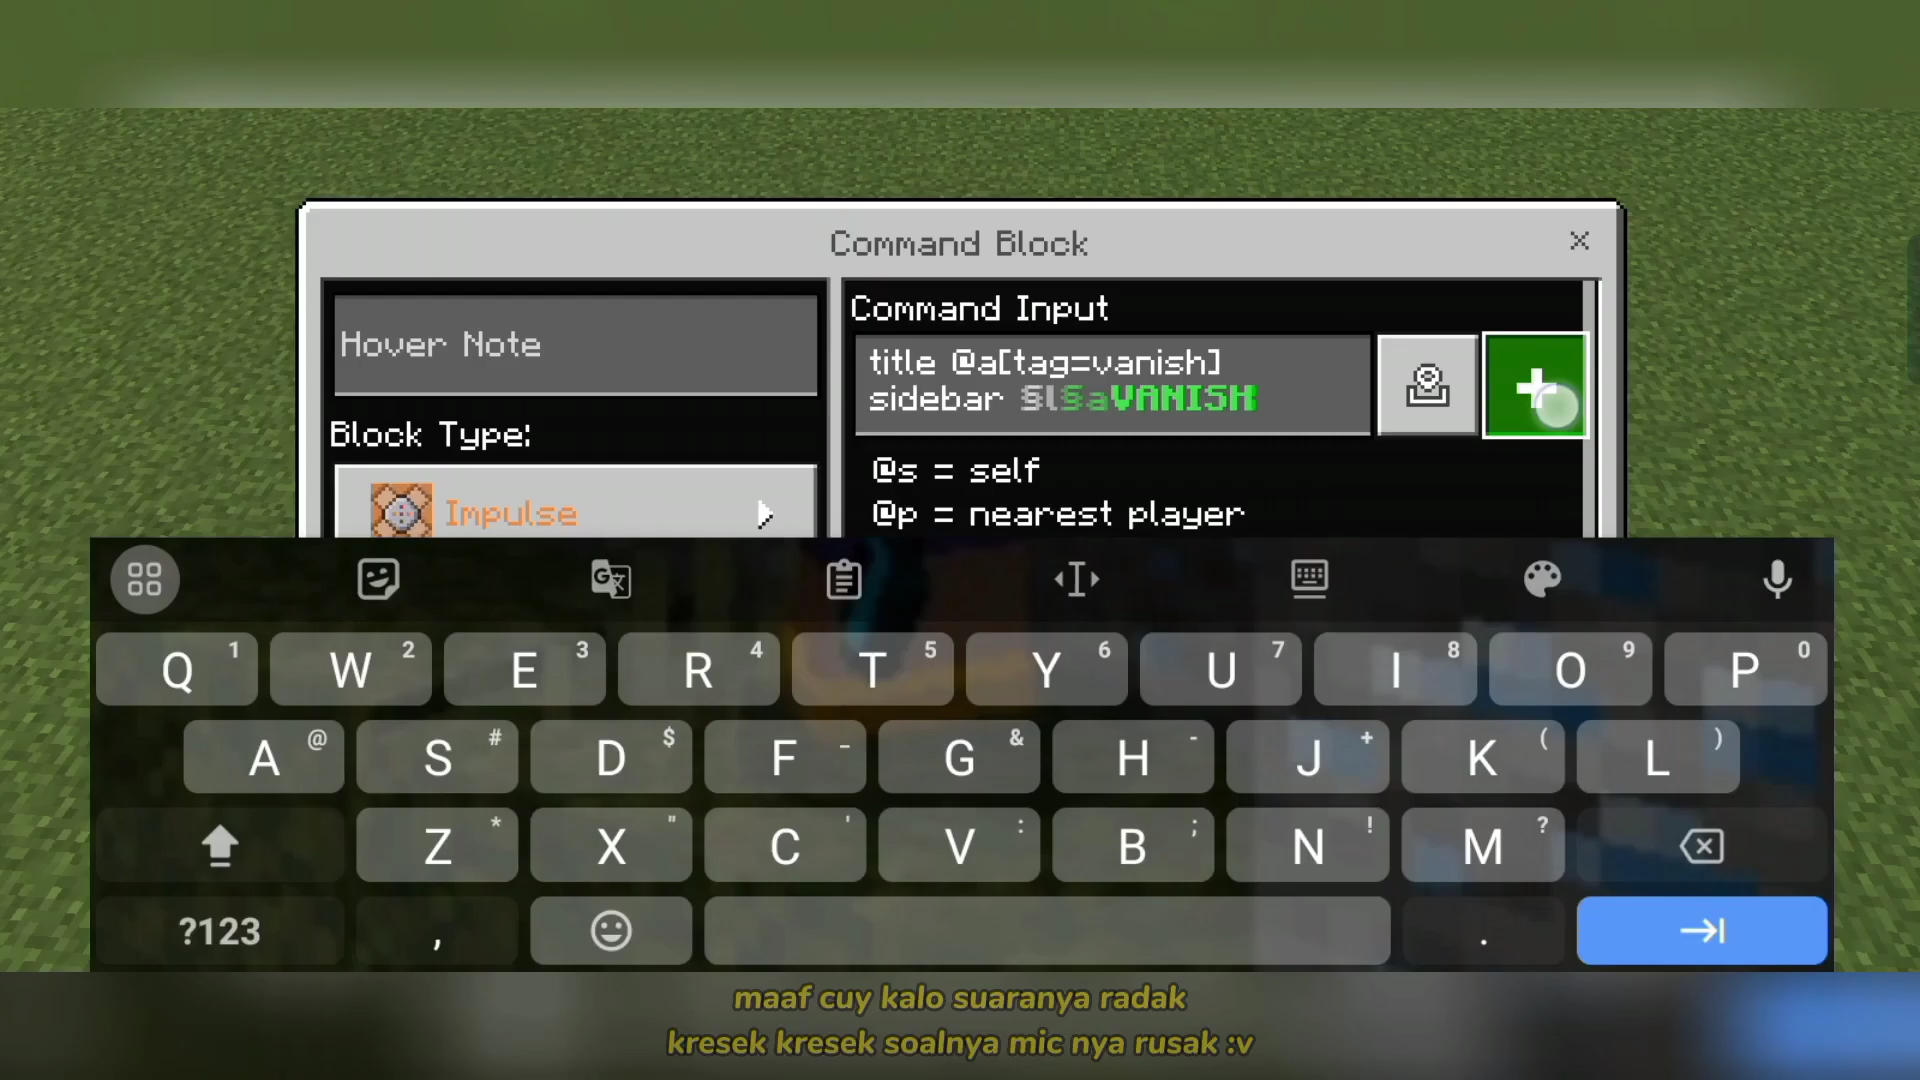 Command Block
Hover Note
Block Type:
Impulse
Command Input
title @a[tag=vanish]
sidebar §l§aVANISH
@s = self
@p = nearest player
Q 1 W 2 E 3 R 4 T 5 Y 6 U 7 I 8 O 9 P 0
A @ S # D $ F _ G & H - J + K ( L )
Z * X " C ' V : B ; N ! M ?
?123 , .
maaf cuy kalo suaranya radak
kresek kresek soalnya mic nya rusak :v